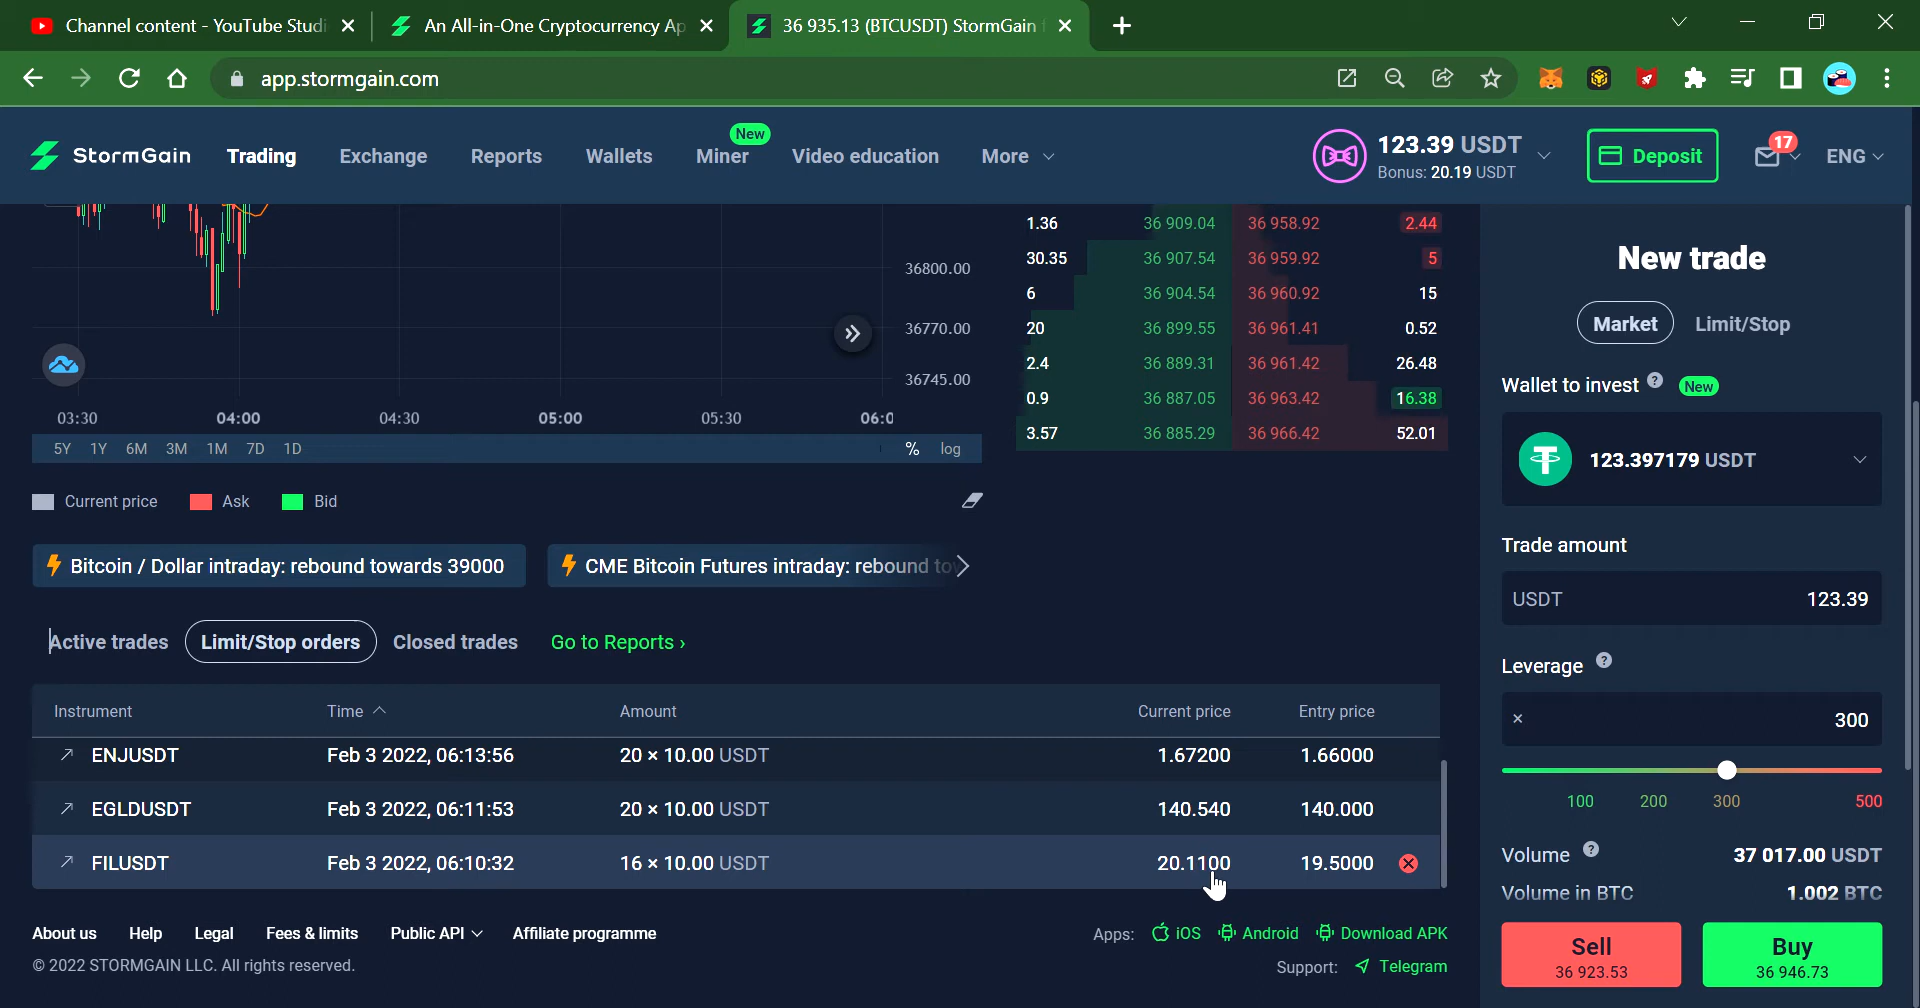 Channel content - YouTube Studi
An All-in-One Cryptocurrency Ap
36 935.13 (BTCUSDT) StormGain
app.stormgain.com
StormGain
Trading
Exchange
Reports
Wallets
Miner
New
Video education
More
123.39 USDT
Bonus: 20.19 USDT
Deposit
17
ENG
36800.00
36770.00
36745.00
03:30
04:00
04:30
05:00
05:30
06:0
5Y 1Y 6M 3M 1M 7D 1D
% log
Current price
Ask
Bid
1.36 36 909.04 36 958.92 2.44
30.35 36 907.54 36 959.92 5
6 36 904.54 36 960.92 15
20 36 899.55 36 961.41 0.52
2.4 36 889.31 36 961.42 26.48
0.9 36 887.05 36 963.42 16.38
3.57 36 885.29 36 966.42 52.01
Bitcoin / Dollar intraday: rebound towards 39000
CME Bitcoin Futures intraday: rebound to
Active trades
Limit/Stop orders
Closed trades
Go to Reports ›
Instrument Time Amount Current price Entry price
ENJUSDT Feb 3 2022, 06:13:56 20 × 10.00 USDT 1.67200 1.66000
EGLDUSDT Feb 3 2022, 06:11:53 20 × 10.00 USDT 140.540 140.000
FILUSDT Feb 3 2022, 06:10:32 16 × 10.00 USDT 20.1100 19.5000
New trade
Market
Limit/Stop
Wallet to invest ?
New
123.397179 USDT
Trade amount
USDT 123.39
Leverage ?
× 300
100 200 300 500
Volume ? 37 017.00 USDT
Volume in BTC 1.002 BTC
Sell
36 923.53
Buy
36 946.73
About us
Help
Legal
Fees & limits
Public API
Affiliate programme
Apps: iOS Android Download APK
© 2022 STORMGAIN LLC. All rights reserved.
Support: Telegram